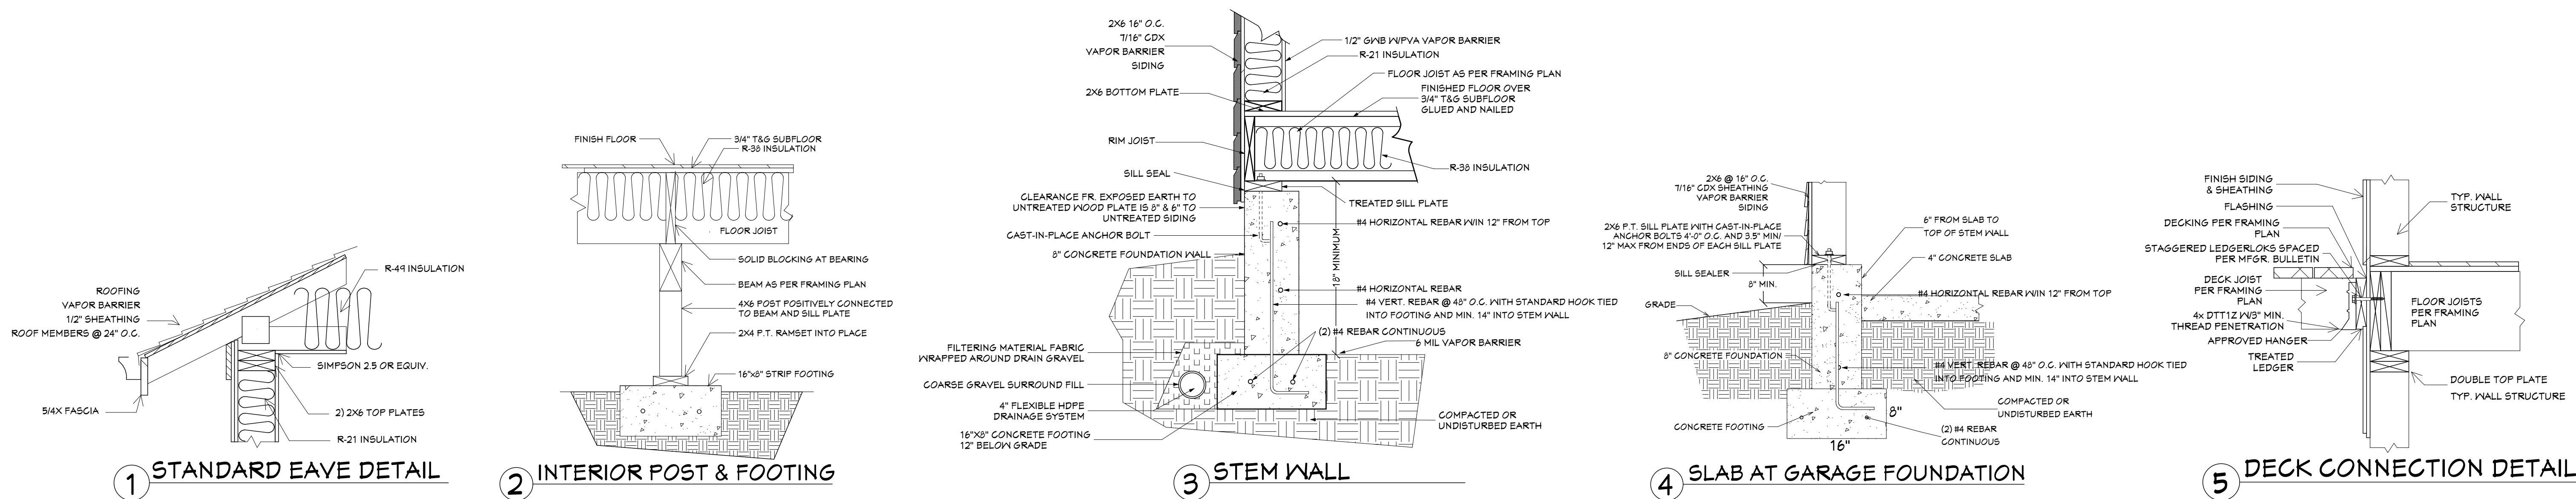 ROOFING
VAPOR BARRIER
1/2" SHEATHING
ROOF MEMBERS @ 24" O.C.
5/4X FASCIA
R-49 INSULATION
SIMPSON 2.5 OR EQUIV.
2) 2X6 TOP PLATES
R-21 INSULATION
1 STANDARD EAVE DETAIL
FINISH FLOOR
3/4" T&G SUBFLOOR
R-38 INSULATION
FLOOR JOIST
SOLID BLOCKING AT BEARING
BEAM AS PER FRAMING PLAN
4X6 POST POSITIVELY CONNECTED
TO BEAM AND SILL PLATE
2X4 P.T. RAMSET INTO PLACE
16"X8" STRIP FOOTING
2 INTERIOR POST & FOOTING
2X6 16" O.C.
7/16" CDX
VAPOR BARRIER
SIDING
2X6 BOTTOM PLATE
RIM JOIST
SILL SEAL
CLEARANCE FR. EXPOSED EARTH TO
UNTREATED WOOD PLATE IS 8" & 6" TO
UNTREATED SIDING
CAST-IN-PLACE ANCHOR BOLT
8" CONCRETE FOUNDATION WALL
FILTERING MATERIAL FABRIC
WRAPPED AROUND DRAIN GRAVEL
COARSE GRAVEL SURROUND FILL
4" FLEXIBLE HDPE
DRAINAGE SYSTEM
16"X8" CONCRETE FOOTING
12" BELOW GRADE
1/2" GWB W/PVA VAPOR BARRIER
R-21 INSULATION
FLOOR JOIST AS PER FRAMING PLAN
FINISHED FLOOR OVER
3/4" T&G SUBFLOOR
GLUED AND NAILED
R-38 INSULATION
TREATED SILL PLATE
#4 HORIZONTAL REBAR W/IN 12" FROM TOP
18" MINIMUM
#4 HORIZONTAL REBAR
#4 VERT. REBAR @ 48" O.C. WITH STANDARD HOOK TIED
INTO FOOTING AND MIN. 14" INTO STEM WALL
(2) #4 REBAR CONTINUOUS
6 MIL VAPOR BARRIER
COMPACTED OR
UNDISTURBED EARTH
3 STEM WALL
2X6 @ 16" O.C.
7/16" CDX SHEATHING
VAPOR BARRIER
SIDING
2X6 P.T. SILL PLATE WITH CAST-IN-PLACE
ANCHOR BOLTS 4'-0" O.C. AND 3.5" MIN/
12" MAX FROM ENDS OF EACH SILL PLATE
SILL SEALER
8" MIN.
GRADE
8" CONCRETE FOUNDATION
CONCRETE FOOTING
6" FROM SLAB TO
TOP OF STEM WALL
4" CONCRETE SLAB
#4 HORIZONTAL REBAR W/IN 12" FROM TOP
#4 VERT. REBAR @ 48" O.C. WITH STANDARD HOOK TIED
INTO FOOTING AND MIN. 14" INTO STEM WALL
COMPACTED OR
UNDISTURBED EARTH
8"
(2) #4 REBAR
CONTINUOUS
16"
4 SLAB AT GARAGE FOUNDATION
FINISH SIDING
& SHEATHING
FLASHING
DECKING PER FRAMING
PLAN
STAGGERED LEDGERLOKS SPACED
PER MFGR. BULLETIN
DECK JOIST
PER FRAMING
PLAN
4x DTT1Z W/3" MIN.
THREAD PENETRATION
APPROVED HANGER
TREATED
LEDGER
TYP. WALL
STRUCTURE
FLOOR JOISTS
PER FRAMING
PLAN
DOUBLE TOP PLATE
TYP. WALL STRUCTURE
5 DECK CONNECTION DETAIL